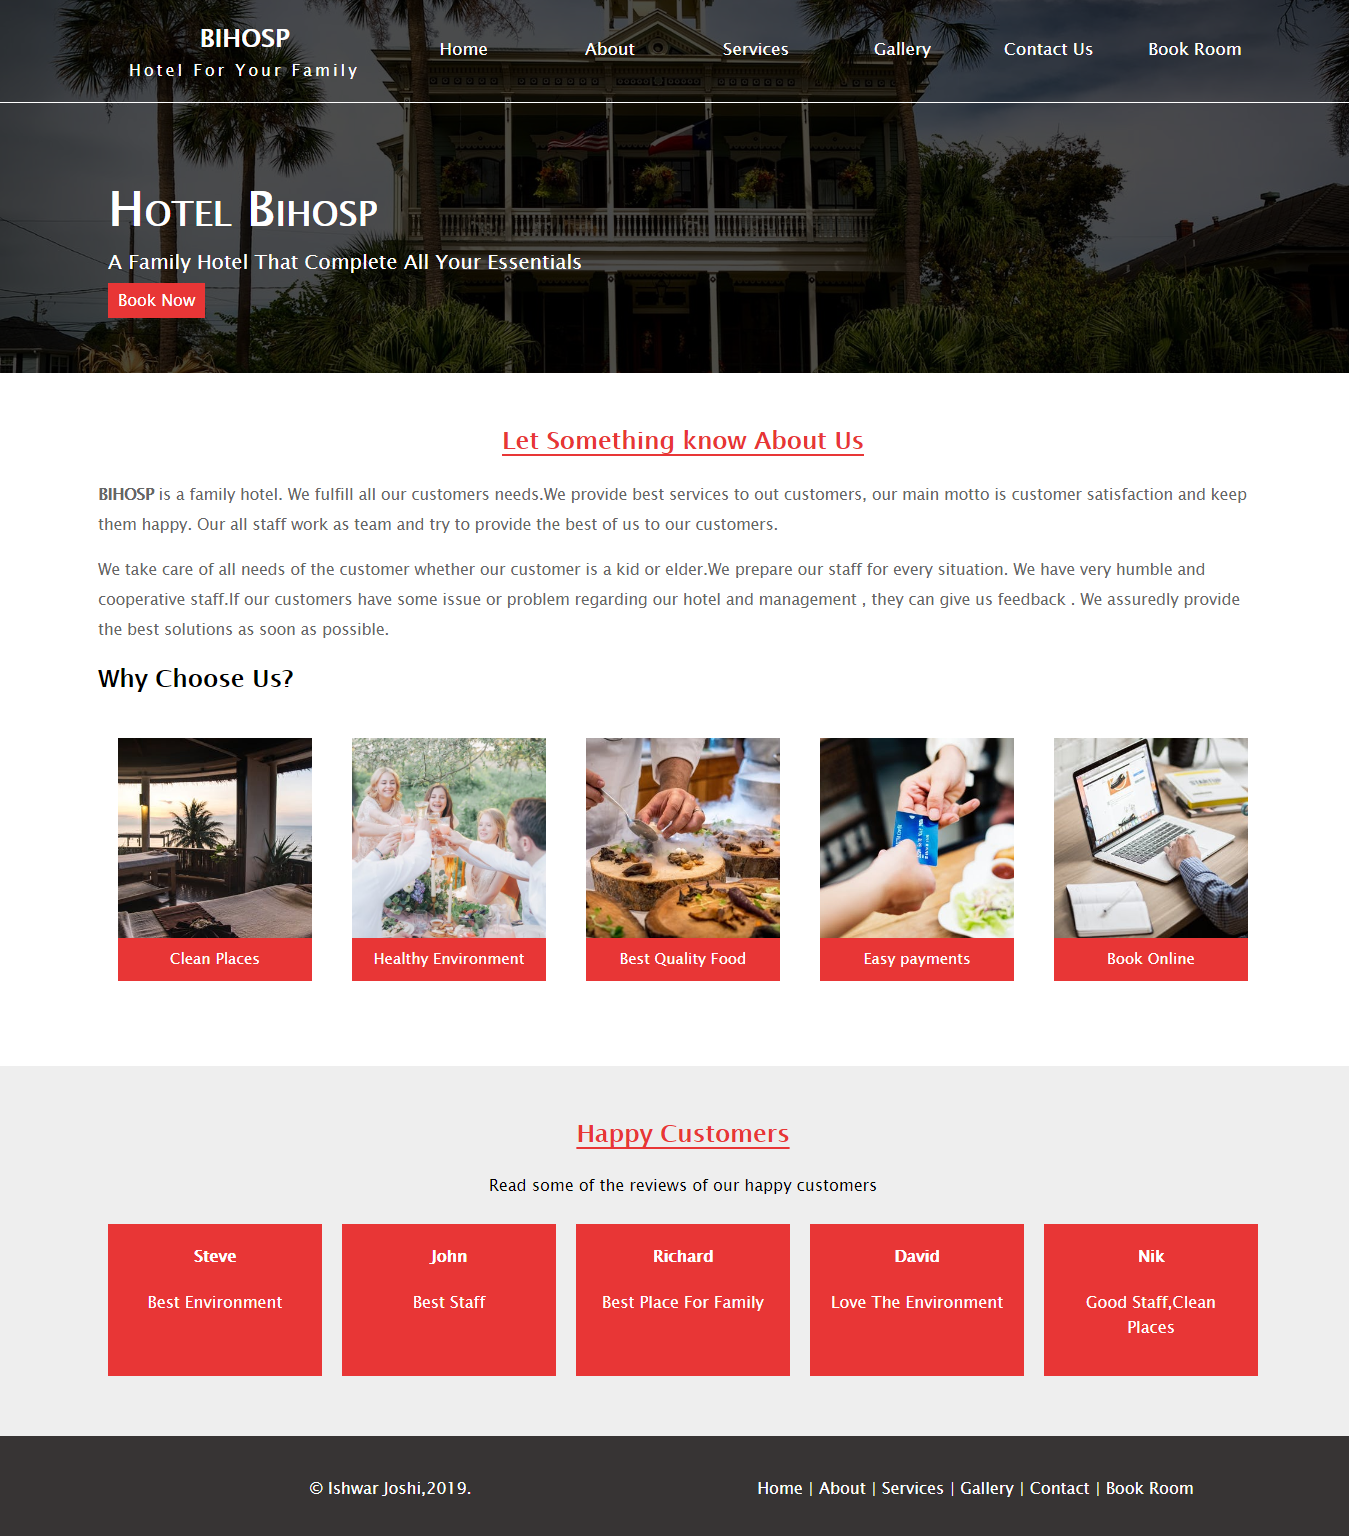 BIHOSP
Hotel For Your Family
Home
About
Services
Gallery
Contact Us
Book Room
Hotel Bihosp
A Family Hotel That Complete All Your Essentials
Book Now
Let Something know About Us
BIHOSP is a family hotel. We fulfill all our customers needs.We provide best services to out customers, our main motto is customer satisfaction and keep
them happy. Our all staff work as team and try to provide the best of us to our customers.
We take care of all needs of the customer whether our customer is a kid or elder.We prepare our staff for every situation. We have very humble and
cooperative staff.If our customers have some issue or problem regarding our hotel and management , they can give us feedback . We assuredly provide
the best solutions as soon as possible.
Why Choose Us?
Clean Places
Healthy Environment
Best Quality Food
Easy payments
Book Online
Happy Customers
Read some of the reviews of our happy customers
Steve
Best Environment
John
Best Staff
Richard
Best Place For Family
David
Love The Environment
Nik
Good Staff,Clean
Places
© Ishwar Joshi,2019.
Home | About | Services | Gallery | Contact | Book Room